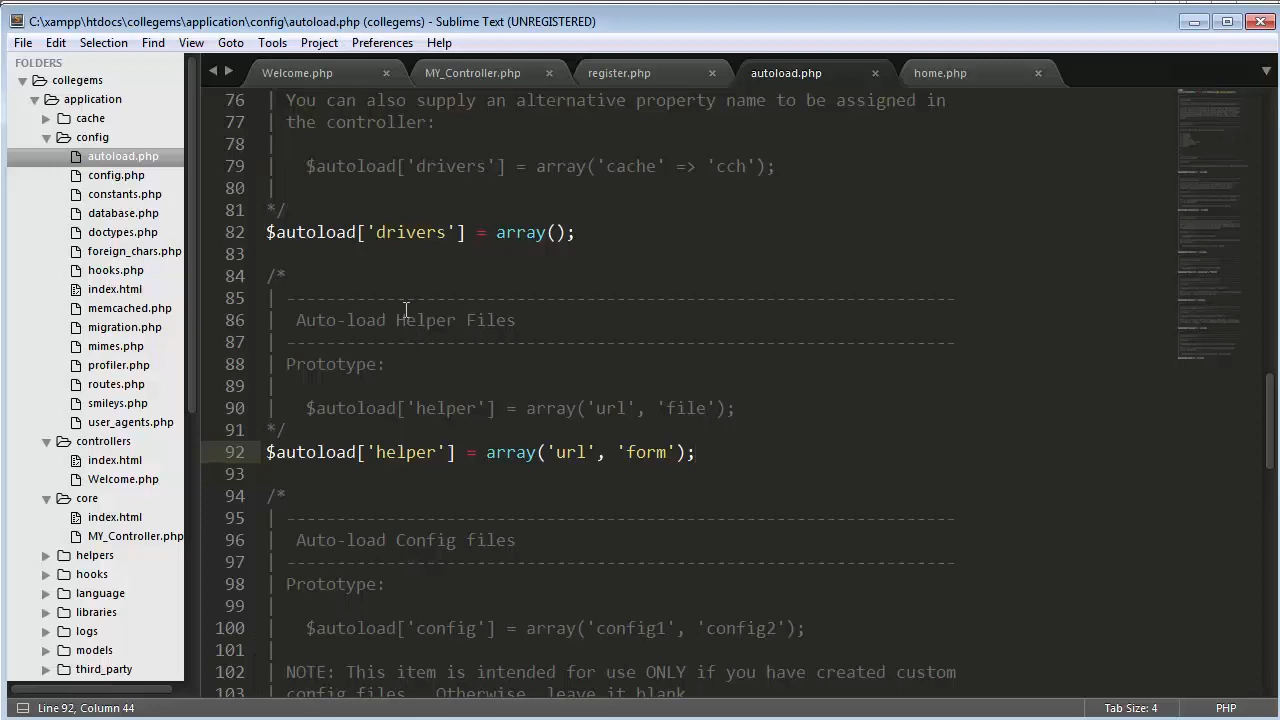 C:\xampp\htdocs\collegems\application\config\autoload.php (collegems) - Sublime Text (UNREGISTERED)
File Edit Selection Find View Goto Tools Project Preferences Help
FOLDERS
collegems
application
cache
config
autoload.php
config.php
constants.php
database.php
doctypes.php
foreign_chars.php
hooks.php
index.html
memcached.php
migration.php
mimes.php
profiler.php
routes.php
smileys.php
user_agents.php
controllers
index.html
Welcome.php
core
index.html
MY_Controller.php
helpers
hooks
language
libraries
logs
models
third_party
Welcome.php MY_Controller.php register.php autoload.php home.php
76 | You can also supply an alternative property name to be assigned in
77 | the controller:
78 |
79 | $autoload['drivers'] = array('cache' => 'cch');
80 |
81 */
82 $autoload['drivers'] = array();
83
84 /*
85 | -------------------------------------------------------------------
86 | Auto-load Helper Files
87 | -------------------------------------------------------------------
88 | Prototype:
89 |
90 | $autoload['helper'] = array('url', 'file');
91 */
92 $autoload['helper'] = array('url', 'form');
93
94 /*
95 | -------------------------------------------------------------------
96 | Auto-load Config files
97 | -------------------------------------------------------------------
98 | Prototype:
99 |
100 | $autoload['config'] = array('config1', 'config2');
101 |
102 | NOTE: This item is intended for use ONLY if you have created custom
103 | config files. Otherwise, leave it blank.
Line 92, Column 44 Tab Size: 4 PHP